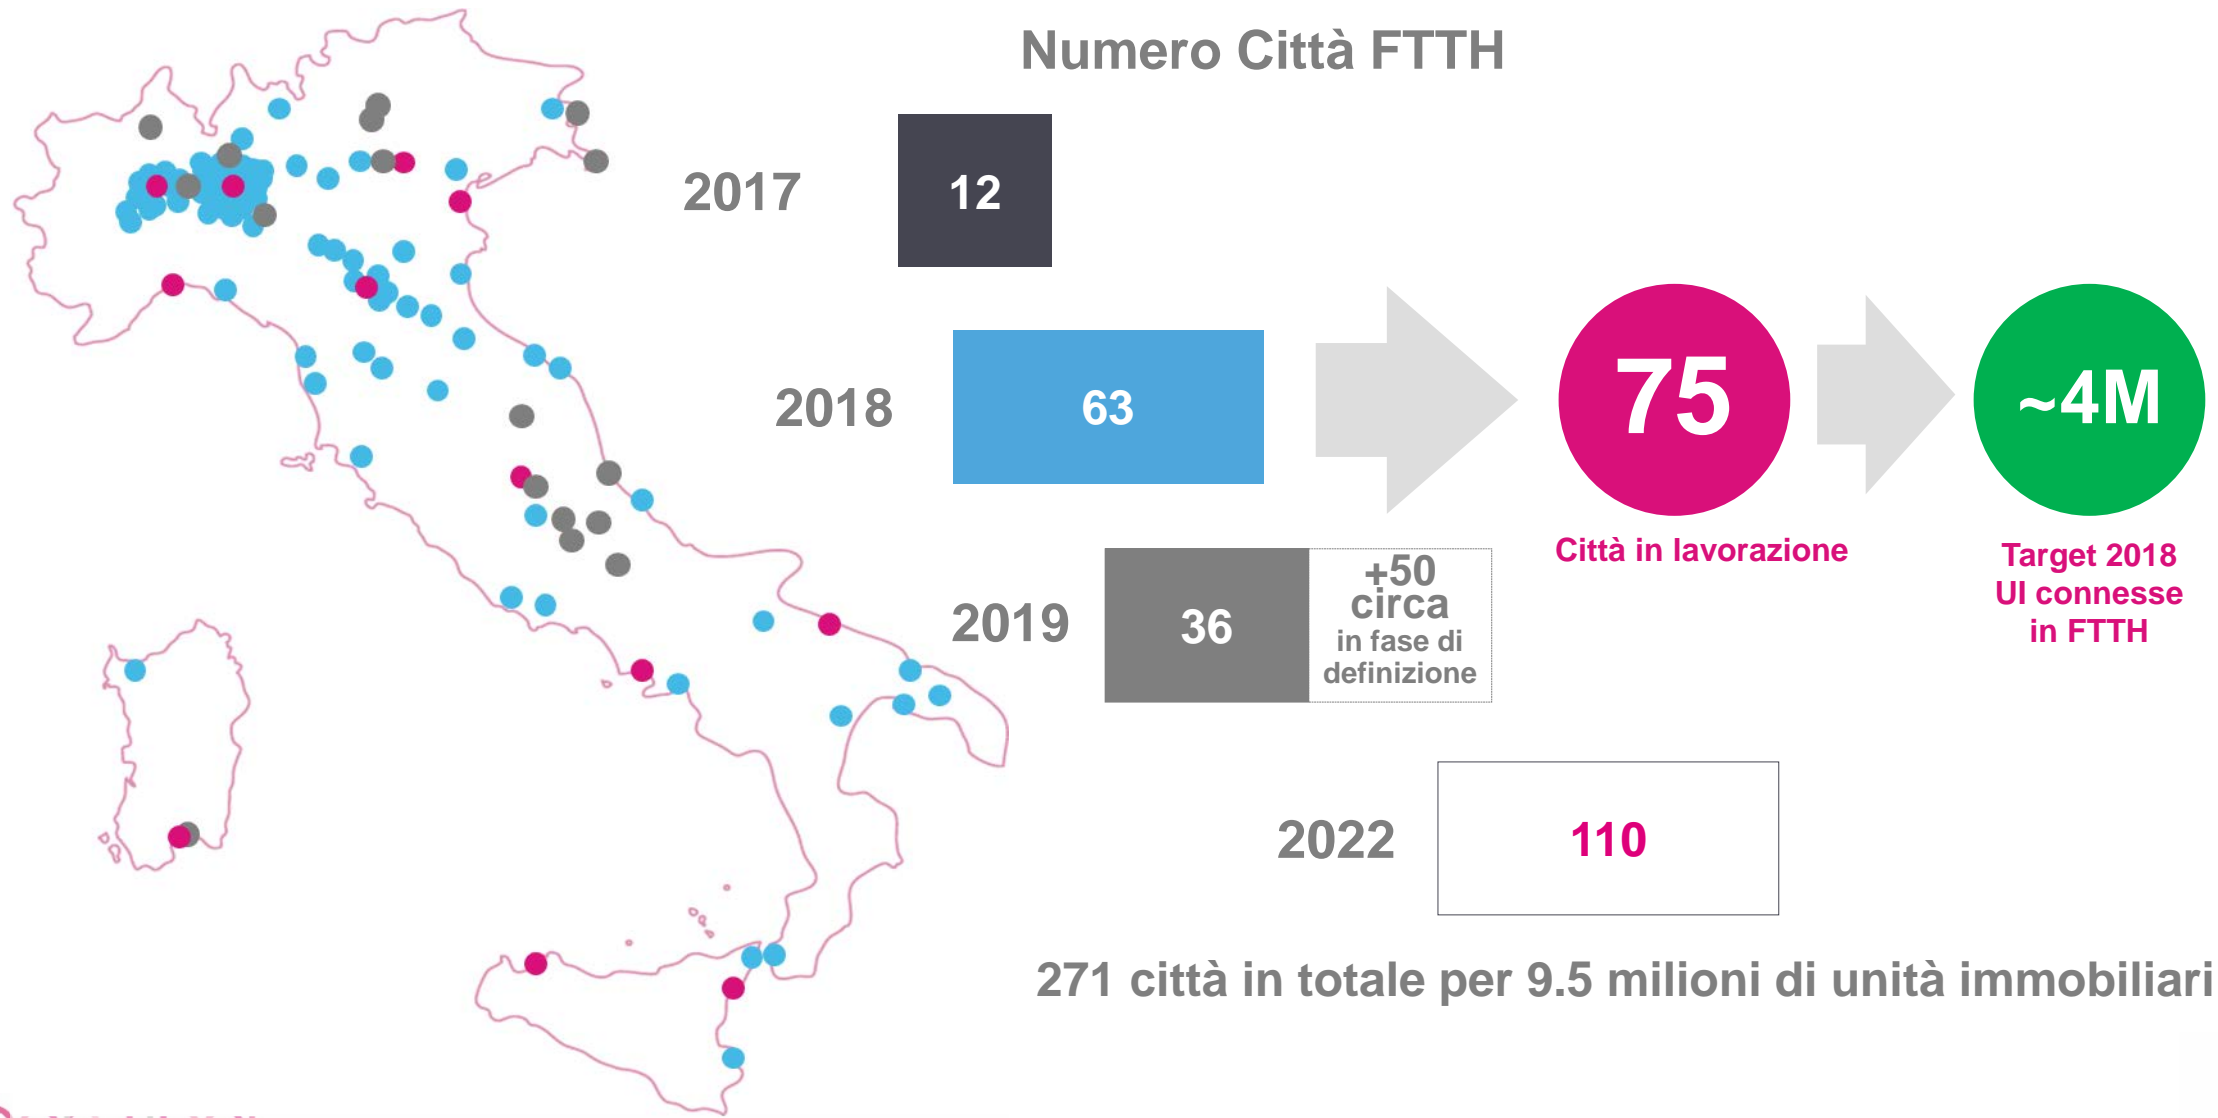 Numero Città FTTH
2017
12
2018
63
75
~4M
Città in lavorazione
Target 2018
UI connesse
in FTTH
2019
36
+50
circa
in fase di
definizione
2022
110
271 città in totale per 9.5 milioni di unità immobiliari